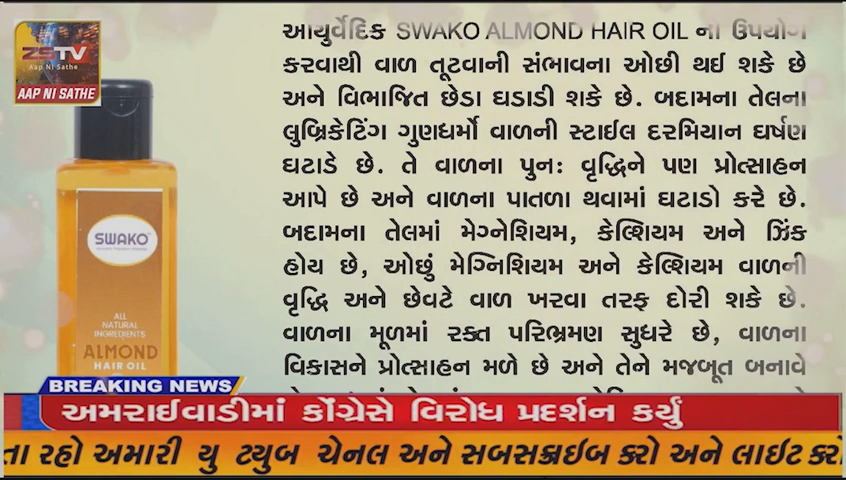 ZSTV
Aap Ni Sathe
AAP NI SATHE
આયુર્વેદિક SWAKO ALMOND HAIR OIL ના ઉપયોગ
કરવાથી વાળ તૂટવાની સંભાવના ઓછી થઈ શકે છે
અને વિભાજિત છેડા ઘડાડી શકે છે. બદામના તેલના
લુબ્રિકેટિંગ ગુણધર્મો વાળની સ્ટાઈલ દરમિયાન ઘર્ષણ
ઘટાડે છે. તે વાળના પુનઃ વૃદ્ધિને પણ પ્રોત્સાહન
આપે છે અને વાળના પાતળા થવામાં ઘટાડો કરે છે.
બદામના તેલમાં મેગ્નેશિયમ, કેલ્શિયમ અને ઝિંક
હોય છે, ઓછું મેગ્નિશિયમ અને કેલ્શિયમ વાળની
વૃદ્ધિ અને છેવટે વાળ ખરવા તરફ દોરી શકે છે.
વાળના મૂળમાં રક્ત પરિભ્રમણ સુધરે છે, વાળના
વિકાસને પ્રોત્સાહન મળે છે અને તેને મજબૂત બનાવે
SWAKO
ALL
NATURAL
INGREDIENTS
ALMOND
HAIR OIL
BREAKING NEWS
અમરાઈવાડીમાં કોંગ્રેસે વિરોધ પ્રદર્શન કર્યું
તા રહો અમારી યુ ટ્યુબ ચેનલ અને સબસક્રાઇબ કરો અને લાઈટ કરો